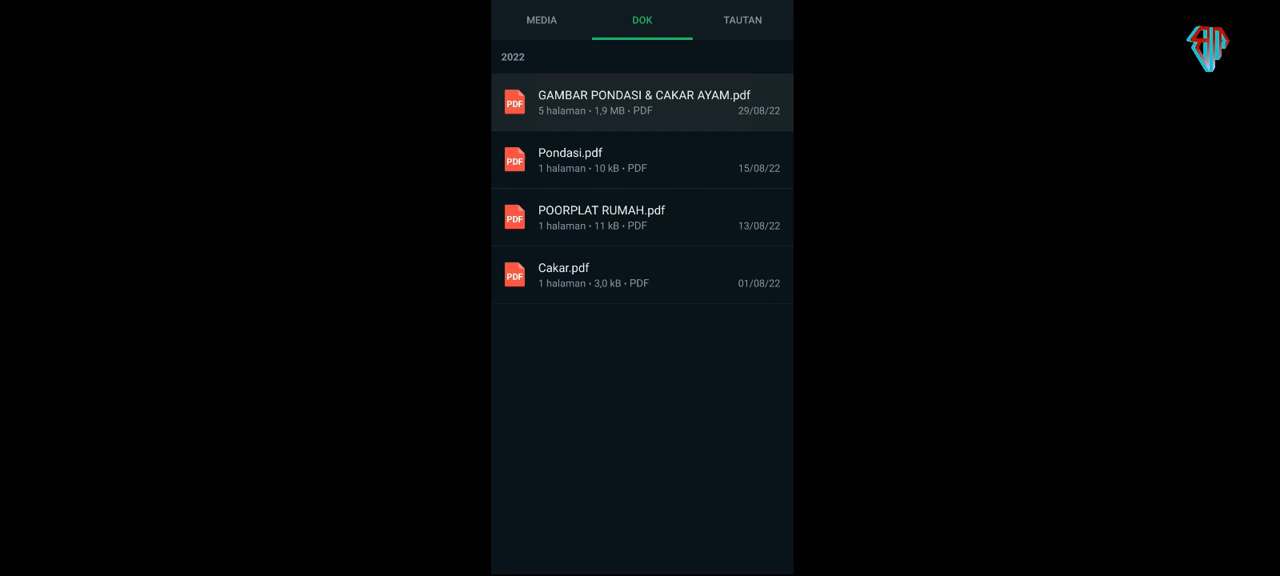 MEDIA DOK TAUTAN
2022
GAMBAR PONDASI & CAKAR AYAM.pdf
5 halaman • 1,9 MB • PDF 29/08/22
Pondasi.pdf
1 halaman • 10 kB • PDF 15/08/22
POORPLAT RUMAH.pdf
1 halaman • 11 kB • PDF 13/08/22
Cakar.pdf
1 halaman • 3,0 kB • PDF 01/08/22
PDF
PDF
PDF
PDF